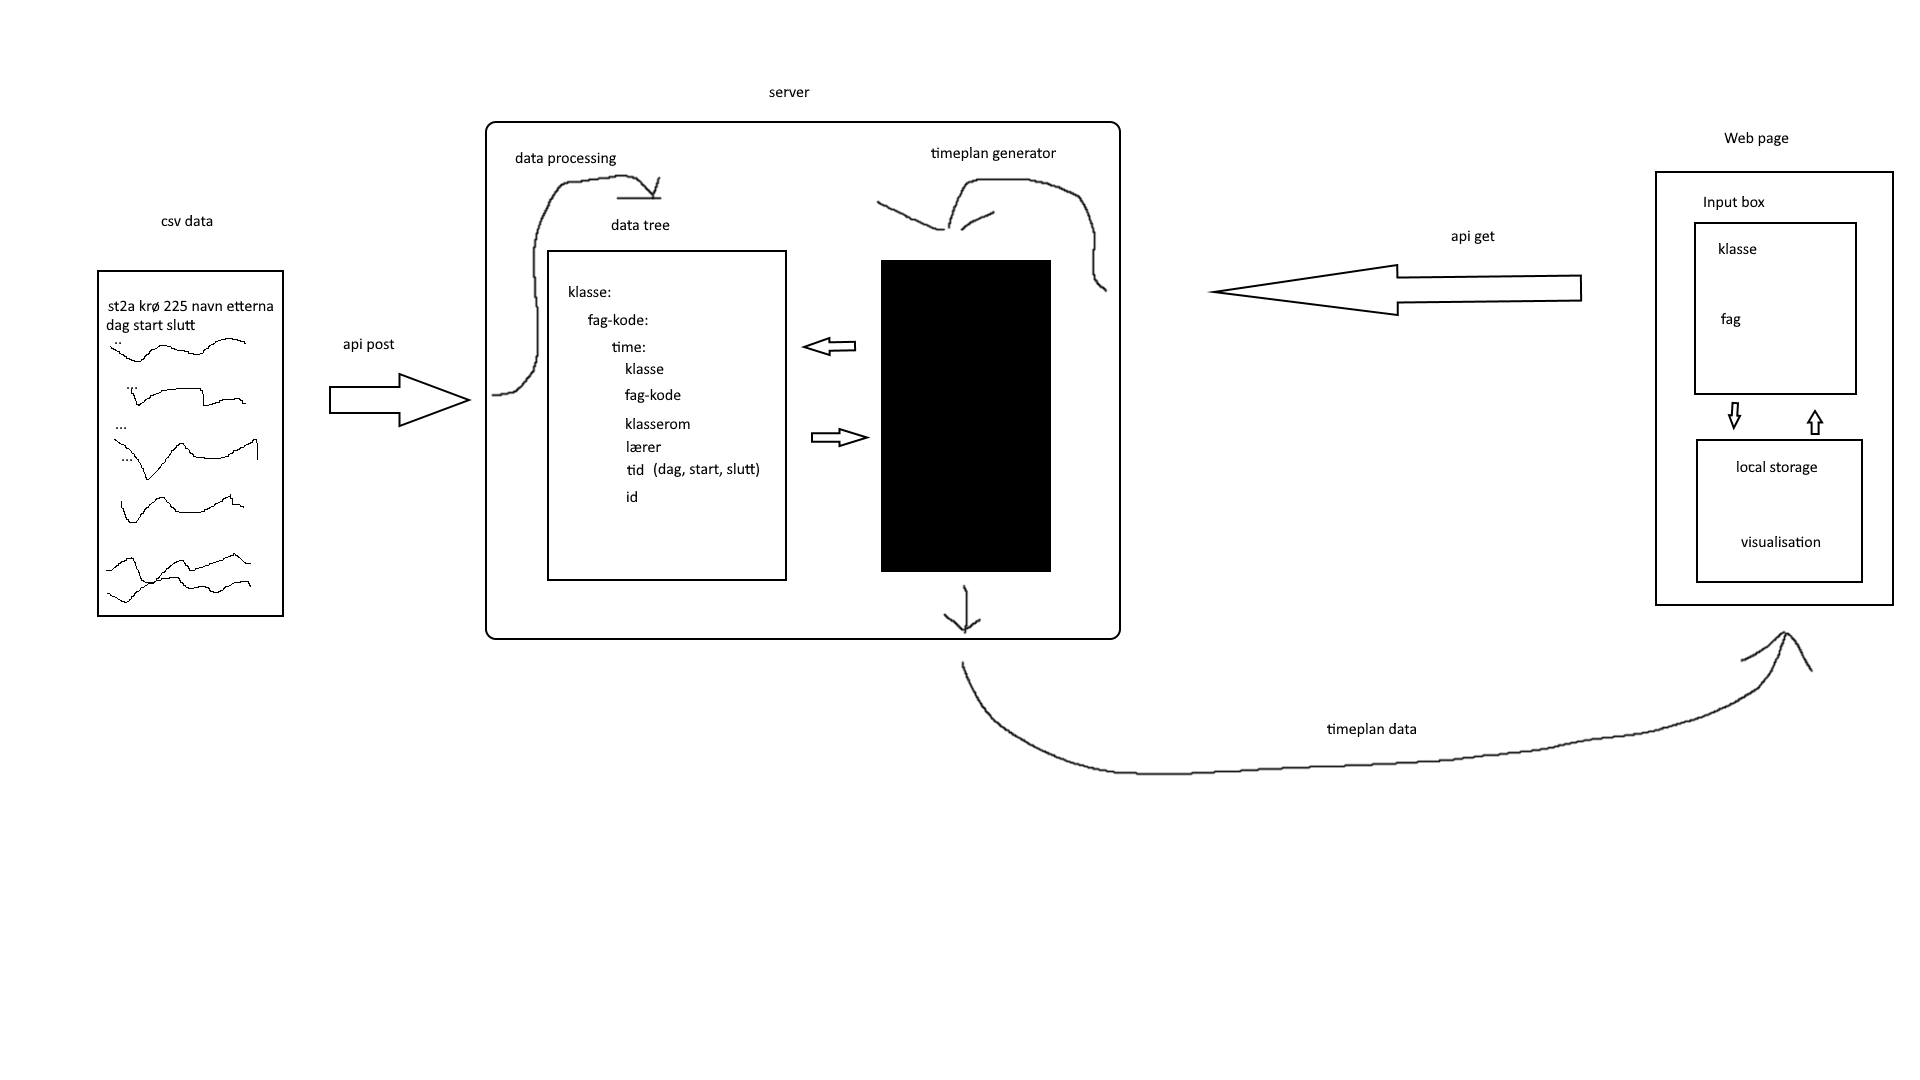 server
Web page
data processing
timeplan generator
Input box
csv data
data tree
api get
klasse
klasse:
st2a krø 225 navn etterna
dag start slutt
..
fag-kode:
fag
api post
time:
klasse
...
fag-kode
...
klasserom
lærer
...
tid (dag, start, slutt)
local storage
id
visualisation
timeplan data